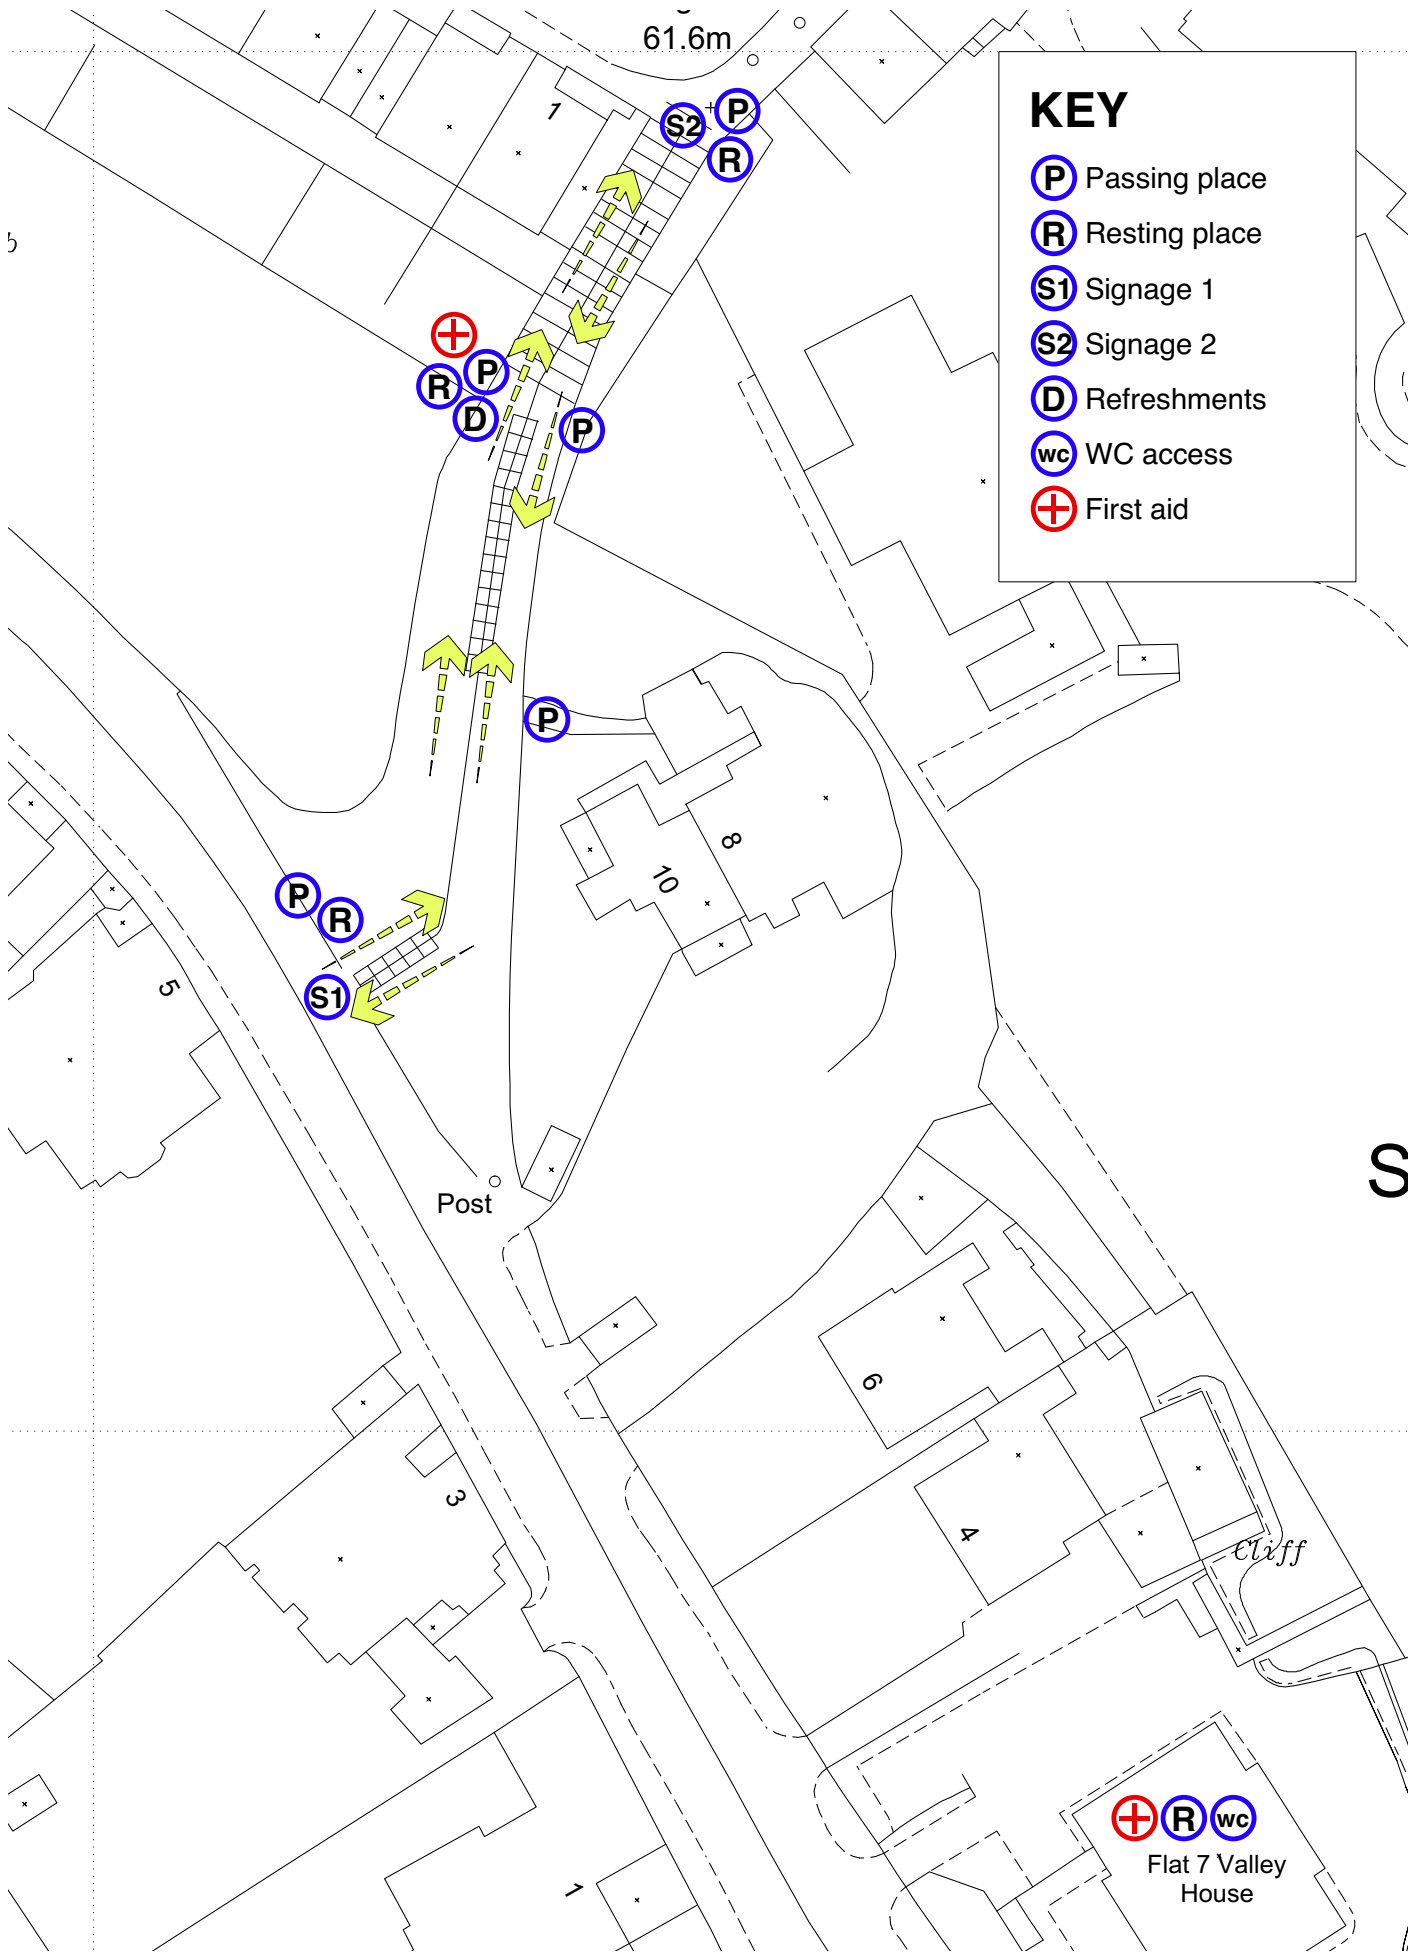 61.6m
1
S2
P
R
KEY
P Passing place
R Resting place
S1 Signage 1
S2 Signage 2
D Refreshments
wc WC access
First aid
R
P
D
P
P
8
10
P
R
S1
5
Post
S
6
3
4
Cliff
R
wc
Flat 7 Valley
House
1